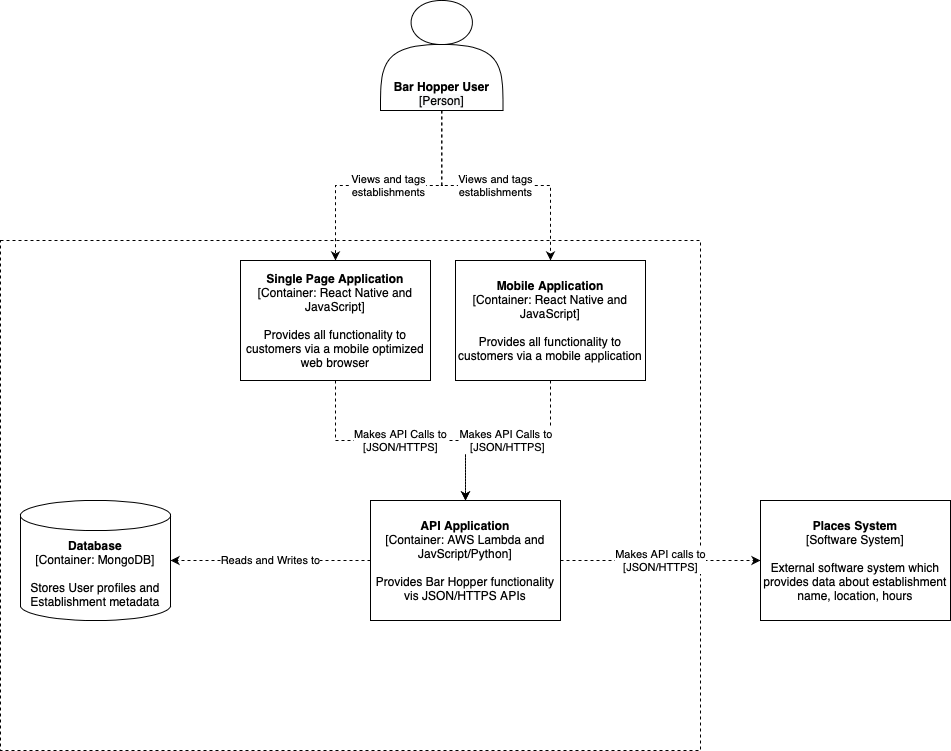 Bar Hopper User
[Person]
Views and tags
establishments
Views and tags
establishments
Single Page Application
[Container: React Native and
JavaScript]
Provides all functionality to
customers via a mobile optimized
web browser
Mobile Application
[Container: React Native and
JavaScript]
Provides all functionality to
customers via a mobile application
Makes API Calls to
[JSON/HTTPS]
Makes API Calls to
[JSON/HTTPS]
Database
[Container: MongoDB]
Stores User profiles and
Establishment metadata
Reads and Writes to
API Application
[Container: AWS Lambda and
JavScript/Python]
Provides Bar Hopper functionality
vis JSON/HTTPS APIs
Makes API calls to
[JSON/HTTPS]
Places System
[Software System]
External software system which
provides data about establishment
name, location, hours